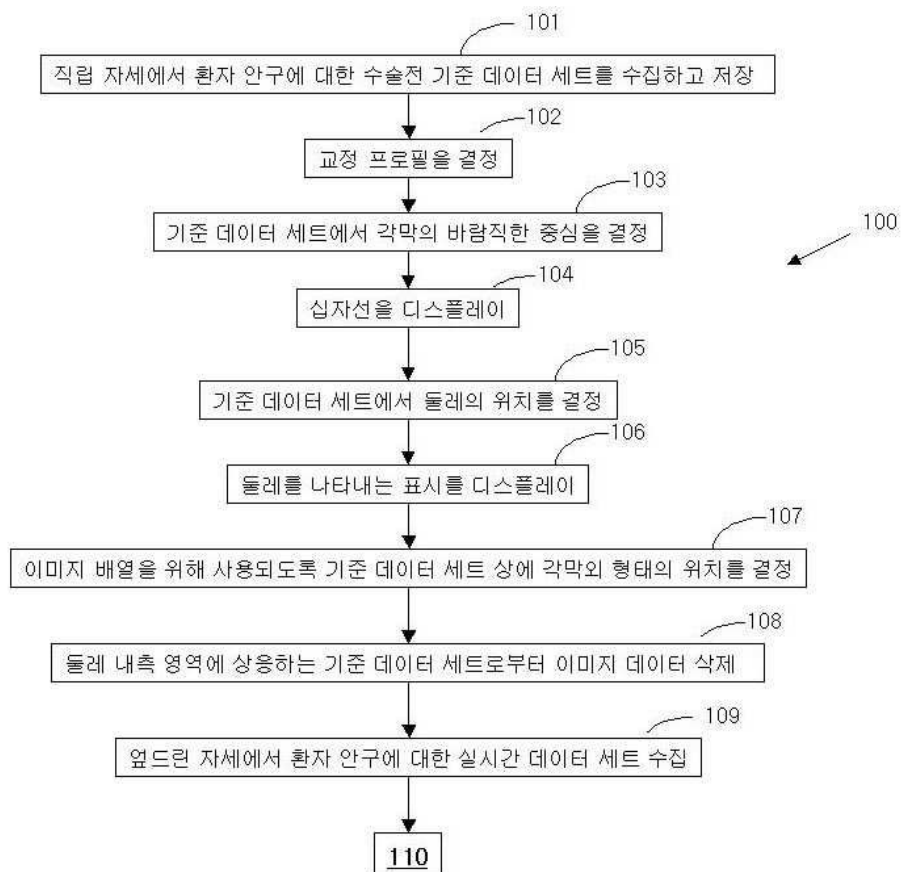 101
직립 자세에서 환자 안구에 대한 수술전 기준 데이터 세트를 수집하고 저장
102
교정 프로필을 결정
103
기준 데이터 세트에서 각막의 바람직한 중심을 결정
100
104
십자선을 디스플레이
105
기준 데이터 세트에서 둘레의 위치를 결정
106
둘레를 나타내는 표시를 디스플레이
107
이미지 배열을 위해 사용되도록 기준 데이터 세트 상에 각막외 형태의 위치를 결정
108
둘레 내측 영역에 상응하는 기준 데이터 세트로부터 이미지 데이터 삭제
109
엎드린 자세에서 환자 안구에 대한 실시간 데이터 세트 수집
110